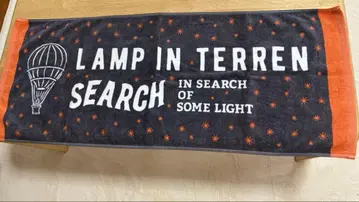 LAMP IN TERREN
SEARCH
IN SEARCH
OF
SOME LIGHT